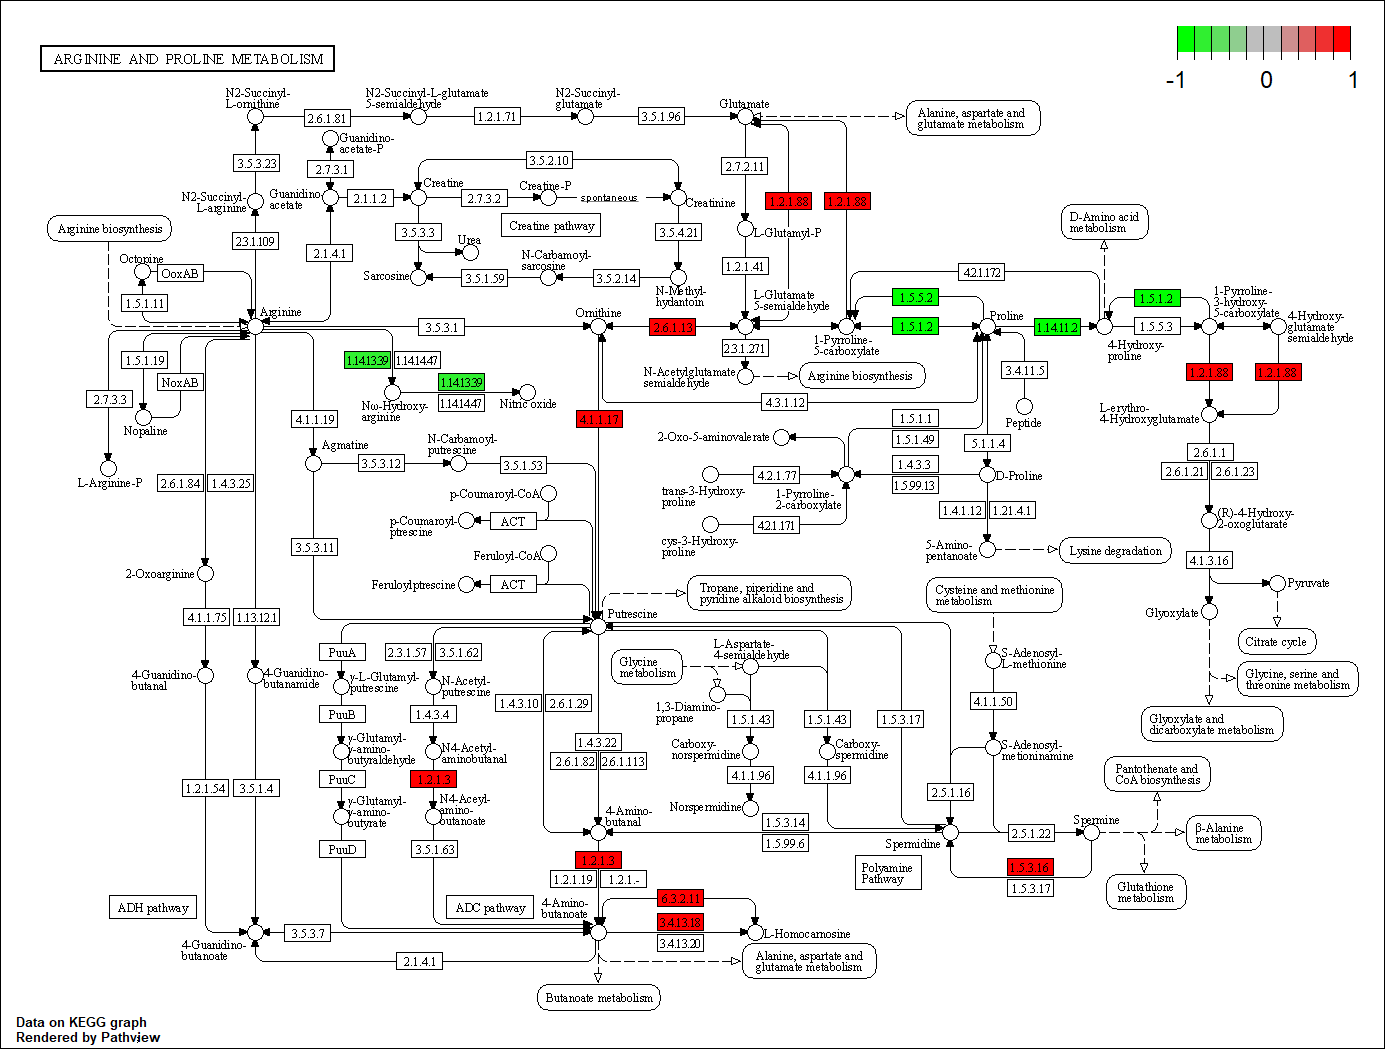 ARGININE AND PROLINE METABOLISM
-1
0
1
N2-Succinyl-
L-ornithine
2.6.1.81
N2-Succinyl-L-glutamate
5-semialdehyde
1.2.1.71
N2-Succinyl-
glutamate
3.5.1.96
Glutamate
Alanine, aspartate and
glutamate metabolism
Guanidino-
acetate-P
3.5.3.23
2.7.3.1
3.5.2.10
2.7.2.11
N2-Succinyl-
L-arginine
Guanidino
acetate
2.1.1.2
Creatine
2.7.3.2
Creatine-P
spontaneous
Creatinine
1.2.1.88
1.2.1.88
Arginine biosynthesis
2.3.1.109
2.1.4.1
3.5.3.3
Urea
Creatine pathway
3.5.4.21
L-Glutamyl-P
D-Amino acid
metabolism
Octopine
OoxAB
Sarcosine
3.5.1.59
N-Carbamoyl-
sarcosine
3.5.2.14
N-Methyl-
hydantoin
1.2.1.41
4.2.1.172
1.5.1.11
Arginine
3.5.3.1
Ornithine
2.6.1.13
L-Glutamate
5-semialdehyde
1.5.5.2
1.5.1.2
1-Pyrroline-
5-carboxylate
Proline
1.14.11.2
4-Hydroxy-
proline
1.5.1.2
1.5.5.3
1-Pyrroline-
3-hydroxy-
5-carboxylate
4-Hydroxy-
glutamate
semialdehyde
1.5.1.19
NoxAB
2.7.3.3
Nopaline
1.14.13.39
1.14.14.47
1.14.13.39
1.14.14.47
Nω-Hydroxy-
arginine
Nitric oxide
2.3.1.271
N-Acetylglutamate
semialdehyde
Arginine biosynthesis
4.3.1.12
3.4.11.5
Peptide
1.2.1.88
1.2.1.88
L-erythro-
4-Hydroxyglutamate
L-Arginine-P
4.1.1.19
4.1.1.17
Agmatine
3.5.3.12
N-Carbamoyl-
putrescine
3.5.1.53
2-Oxo-5-aminovalerate
1.5.1.1
1.5.1.49
5.1.1.4
1.4.3.3
1.5.99.13
D-Proline
2.6.1.1
2.6.1.21
2.6.1.23
2.6.1.84
1.4.3.25
p-Coumaroyl-CoA
p-Coumaroyl-
ptrescine
ACT
trans-3-Hydroxy-
proline
4.2.1.77
1-Pyrroline-
2-carboxylate
cys-3-Hydroxy-
proline
4.2.1.171
1.4.1.12
1.21.4.1
(R)-4-Hydroxy-
2-oxoglutarate
3.5.3.11
Feruloyl-CoA
Feruloylptrescine
ACT
5-Amino-
pentanoate
Lysine degradation
4.1.3.16
2-Oxoarginine
4.1.1.75
1.13.12.1
Putrescine
Tropane, piperidine and
pyridine alkaloid biosynthesis
Cysteine and methionine
metabolism
Pyruvate
Glyoxylate
Citrate cycle
PuuA
2.3.1.57
3.5.1.62
Glycine
metabolism
L-Aspartate-
4-semialdehyde
S-Adenosyl-
L-methionine
Glycine, serine and
threonine metabolism
4-Guanidino-
butanal
4-Guanidino-
butanamide
γ-L-Glutamyl-
putrescine
N-Acetyl-
putrescine
1.4.3.10
2.6.1.29
1,3-Diamino-
propane
4.1.1.50
Glyoxylate and
dicarboxylate metabolism
PuuB
1.4.3.4
1.5.1.43
1.5.1.43
1.5.3.17
γ-Glutamyl-
γ-amino-
butyraldehyde
N4-Acetyl-
aminobutanal
1.4.3.22
2.6.1.82
2.6.1.113
Carboxy-
norspermidine
Carboxy-
spermidine
S-Adenosyl-
metioninamine
1.2.1.54
3.5.1.4
PuuC
1.2.1.3
4.1.1.96
4.1.1.96
2.5.1.16
Pantothenate and
CoA biosynthesis
γ-Glutamyl-
γ-amino-
butyrate
N4-Aceyl-
amino-
butanoate
4-Amino-
butanal
Norspermidine
1.5.3.14
1.5.99.6
Spermidine
2.5.1.22
Spermine
β-Alanine
metabolism
PuuD
3.5.1.63
1.2.1.3
1.2.1.19
1.2.1.-
Polyamine
Pathway
1.5.3.16
1.5.3.17
Glutathione
metabolism
ADH pathway
ADC pathway
4-Amino-
butanoate
6.3.2.11
3.4.13.18
3.4.13.20
L-Homocarnosine
4-Guanidino-
butanoate
3.5.3.7
2.1.4.1
Alanine, aspartate and
glutamate metabolism
Butanoate metabolism
Data on KEGG graph
Rendered by Pathview